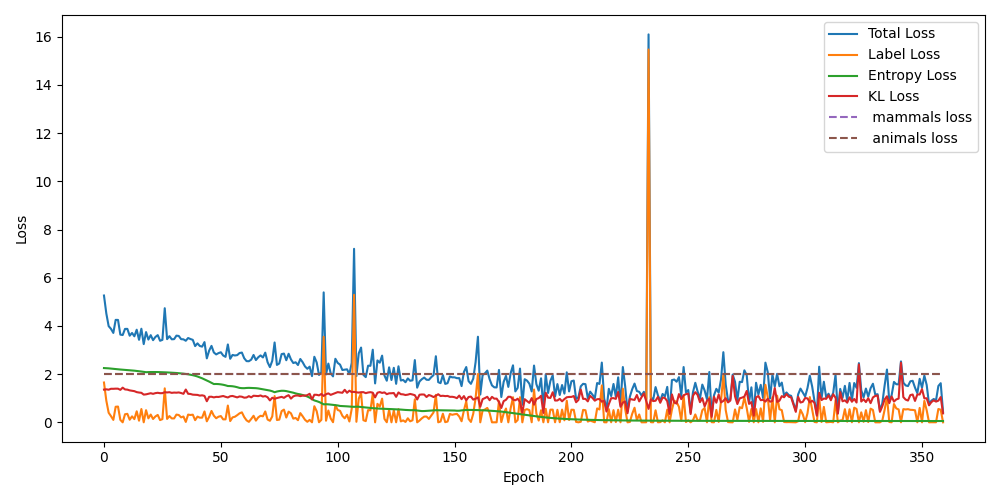 16
14
12
10
8
6
4
2
0
Loss
0
50
100
150
200
250
300
350
Epoch
Total Loss
Label Loss
Entropy Loss
KL Loss
mammals loss
animals loss